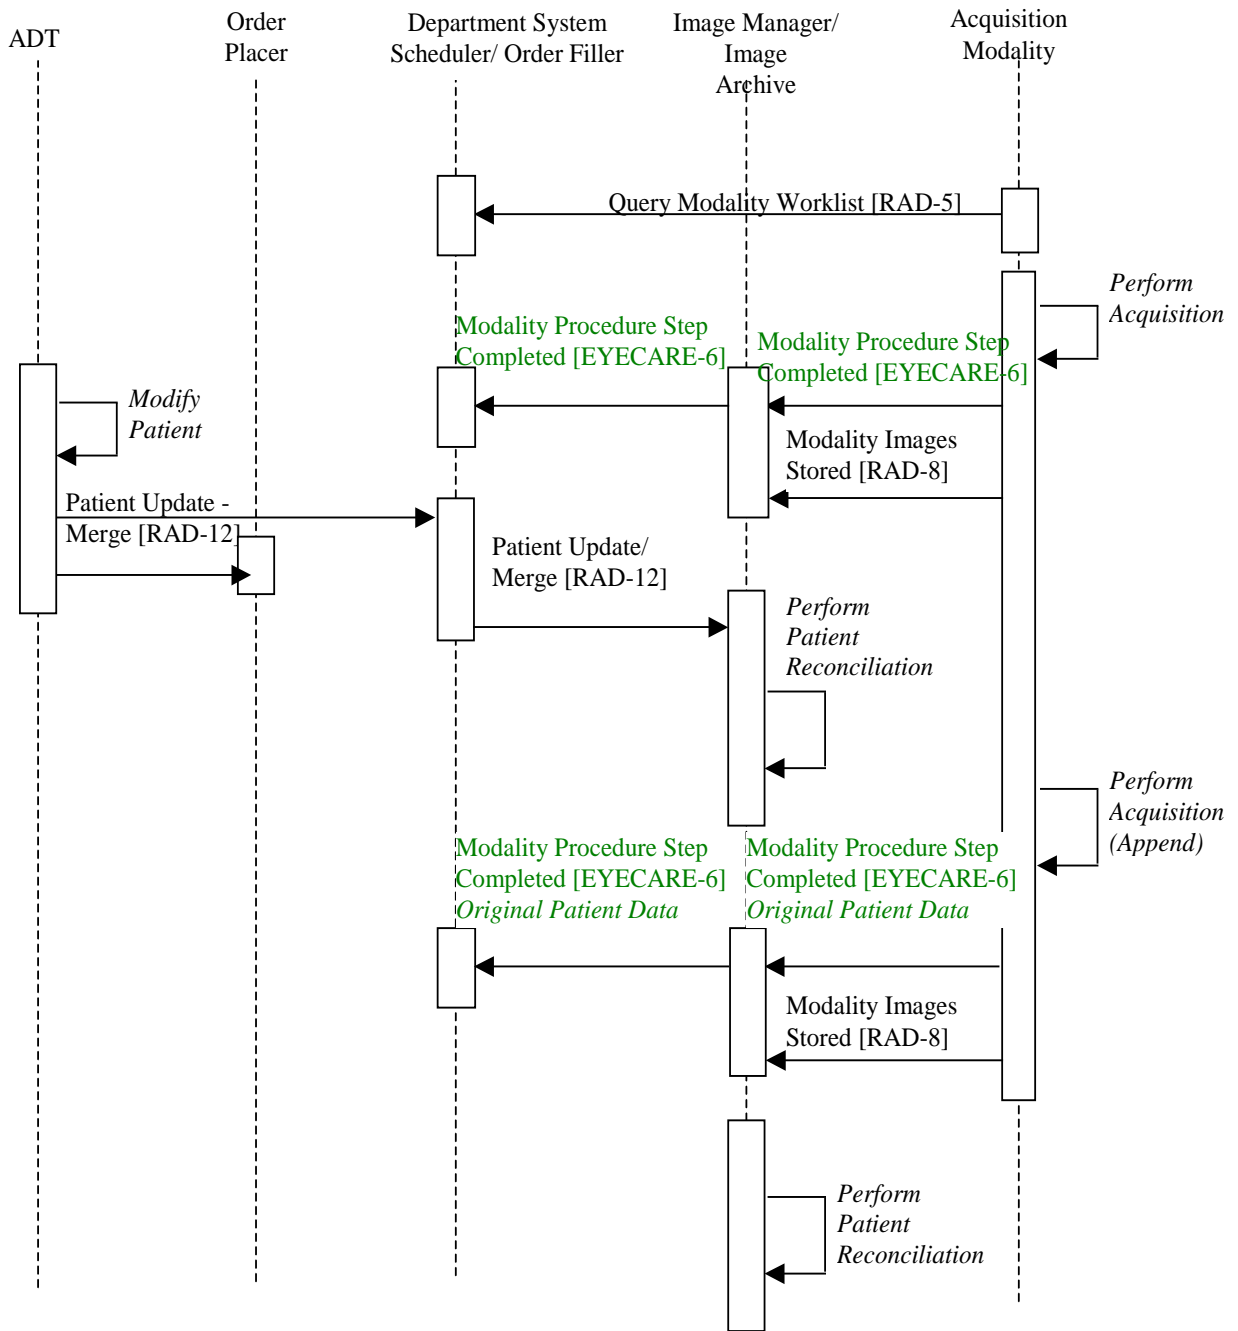 ADT
Order
Placer
Department System
Scheduler/ Order Filler
Image Manager/
Image
Archive
Acquisition
Modality
Query Modality Worklist [RAD-5]
Perform
Acquisition
Modality Procedure Step
Completed [EYECARE-6]
Modality Procedure Step
Completed [EYECARE-6]
Modify
Patient
Modality Images
Stored [RAD-8]
Patient Update -
Merge [RAD-12]
Patient Update/
Merge [RAD-12]
Perform
Patient
Reconciliation
Perform
Acquisition
(Append)
Modality Procedure Step
Completed [EYECARE-6]
Original Patient Data
Modality Procedure Step
Completed [EYECARE-6]
Original Patient Data
Modality Images
Stored [RAD-8]
Perform
Patient
Reconciliation